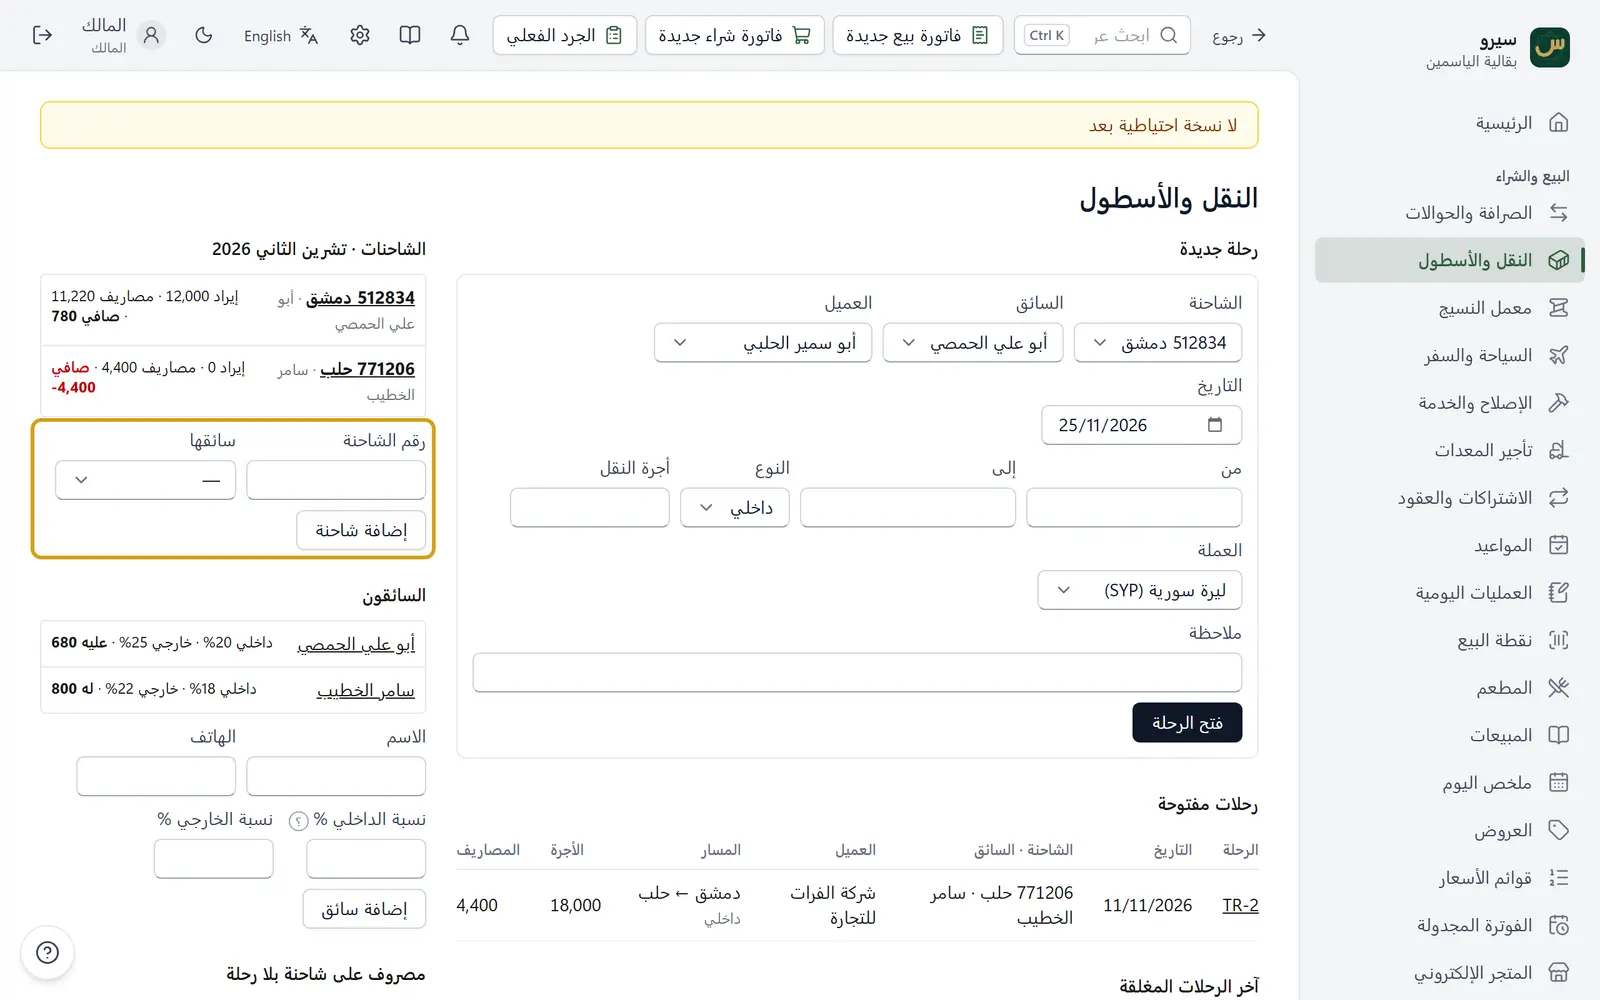 سيرو
بقالية الياسمين
رجوع
ابحث عر
Ctrl K
فاتورة بيع جديدة
فاتورة شراء جديدة
الجرد الفعلي
English
المالك
المالك
الرئيسية
البيع والشراء
الصرافة والحوالات
النقل والأسطول
معمل النسيج
السياحة والسفر
الإصلاح والخدمة
تأجير المعدات
الاشتراكات والعقود
المواعيد
العمليات اليومية
نقطة البيع
المطعم
المبيعات
ملخص اليوم
العروض
قوائم الأسعار
الفوترة المجدولة
المتجر الإلكتروني
لا نسخة احتياطية بعد
النقل والأسطول
رحلة جديدة
الشاحنة
السائق
العميل
512834 دمشق
أبو علي الحمصي
أبو سمير الحلبي
التاريخ
25/11/2026
من
إلى
النوع
أجرة النقل
داخلي
العملة
ليرة سورية (SYP)
ملاحظة
فتح الرحلة
رحلات مفتوحة
الرحلة
التاريخ
الشاحنة · السائق
العميل
المسار
الأجرة
المصاريف
TR-2
11/11/2026
771206 حلب · سامر
الخطيب
شركة الفرات
للتجارة
دمشق ← حلب
داخلي
18,000
4,400
آخر الرحلات المغلقة
الشاحنات · تشرين الثاني 2026
512834 دمشق · أبو
علي الحمصي
إيراد 12,000 · مصاريف 11,220
· صافي 780
771206 حلب · سامر
الخطيب
إيراد 0 · مصاريف 4,400 · صافي
-4,400
رقم الشاحنة
سائقها
—
إضافة شاحنة
السائقون
أبو علي الحمصي
داخلي 20% · خارجي 25% · عليه 680
سامر الخطيب
داخلي 18% · خارجي 22% · له 800
الاسم
الهاتف
نسبة الداخلي %
؟
نسبة الخارجي %
إضافة سائق
مصروف على شاحنة بلا رحلة